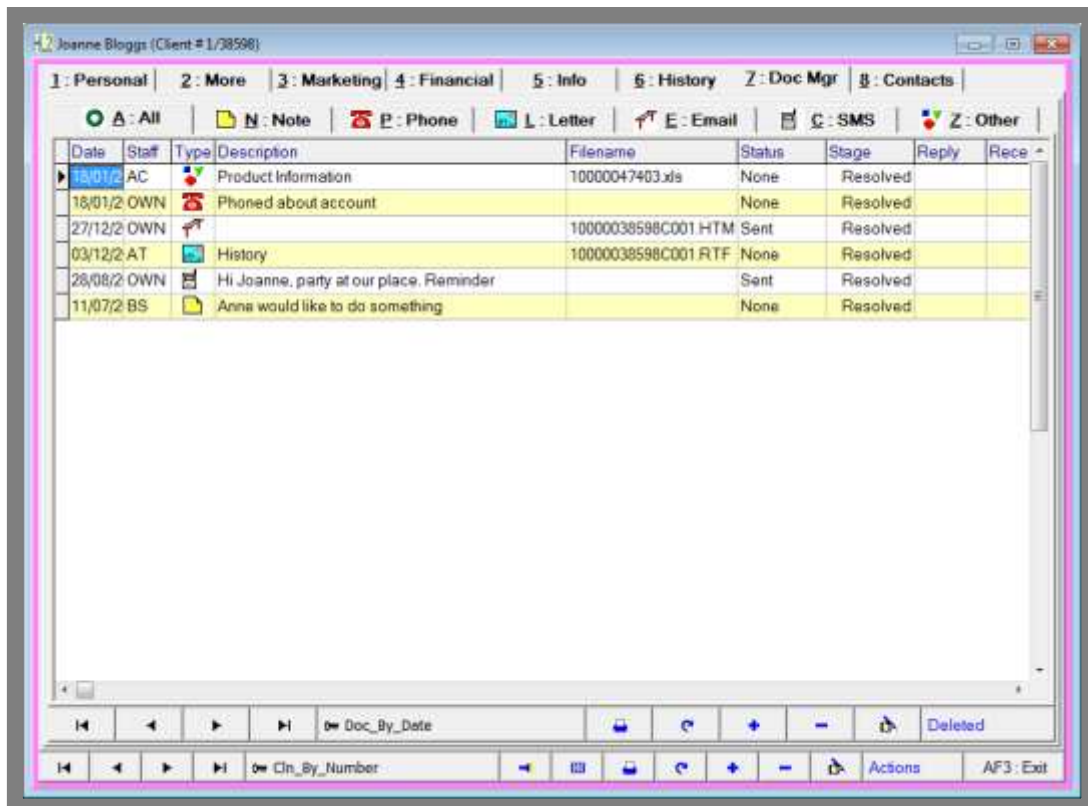 Joanne Bloggs (Client # 1/38598)
1 : Personal 2 : More 3 : Marketing 4 : Financial 5 : Info 6 : History 7 : Doc Mgr 8 : Contacts
A : All N : Note P : Phone L : Letter E : Email C : SMS Z : Other
Date Staff Type Description Filename Status Stage Reply Rece
18/01/2 AC Product Information 10000047403.xls None Resolved
18/01/2 OWN Phoned about account None Resolved
27/12/2 OWN 10000038598C001.HTM Sent Resolved
03/12/2 AT History 10000038598C001.RTF None Resolved
28/08/2 OWN Hi Joanne, party at our place. Reminder Sent Resolved
11/07/2 BS Anne would like to do something None Resolved
Doc_By_Date Deleted
Cln_By_Number Actions AF3 : Exit